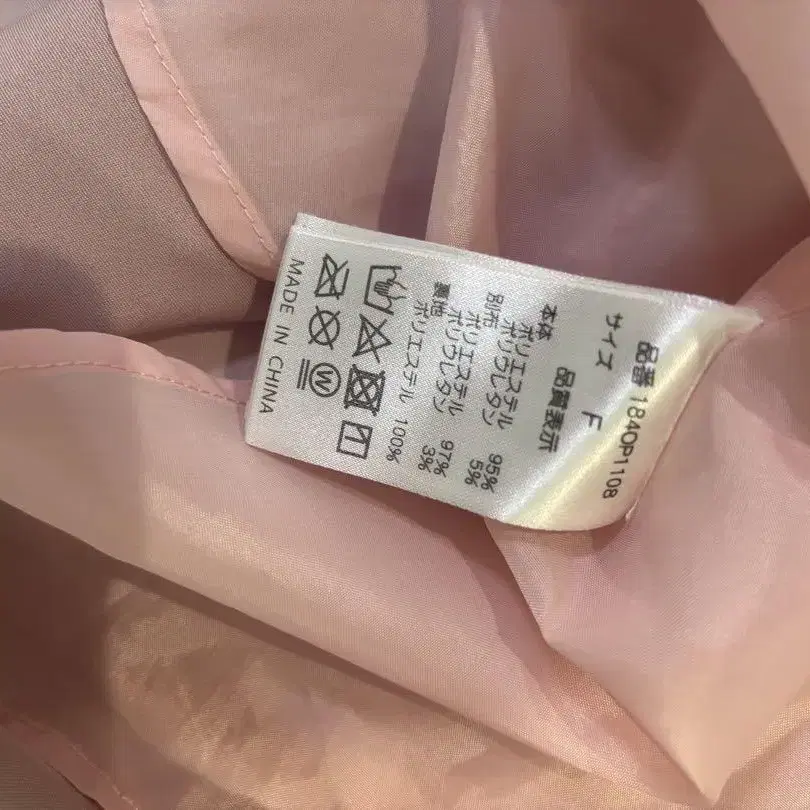 品番 184OP1108
サイズ F
品質表示
本体 ポリエステル 95%
ポリウレタン 5%
別布 ポリエステル 97%
ポリウレタン 3%
裏地 ポリエステル 100%
W
MADE IN CHINA